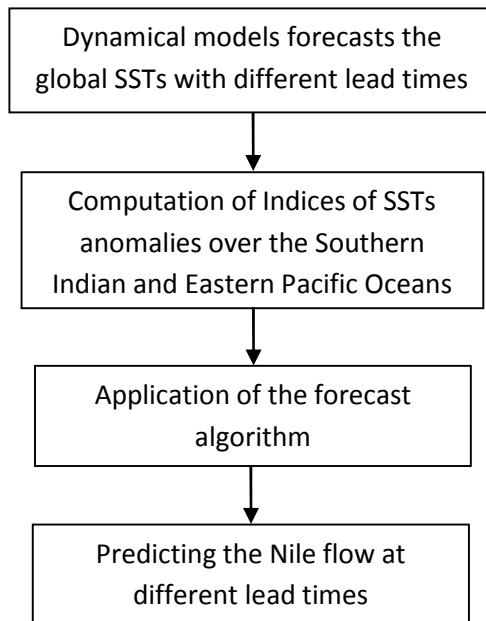 Dynamical models forecasts the
global SSTs with different lead times
Computation of Indices of SSTs
anomalies over the Southern
Indian and Eastern Pacific Oceans
Application of the forecast
algorithm
Predicting the Nile flow at
different lead times